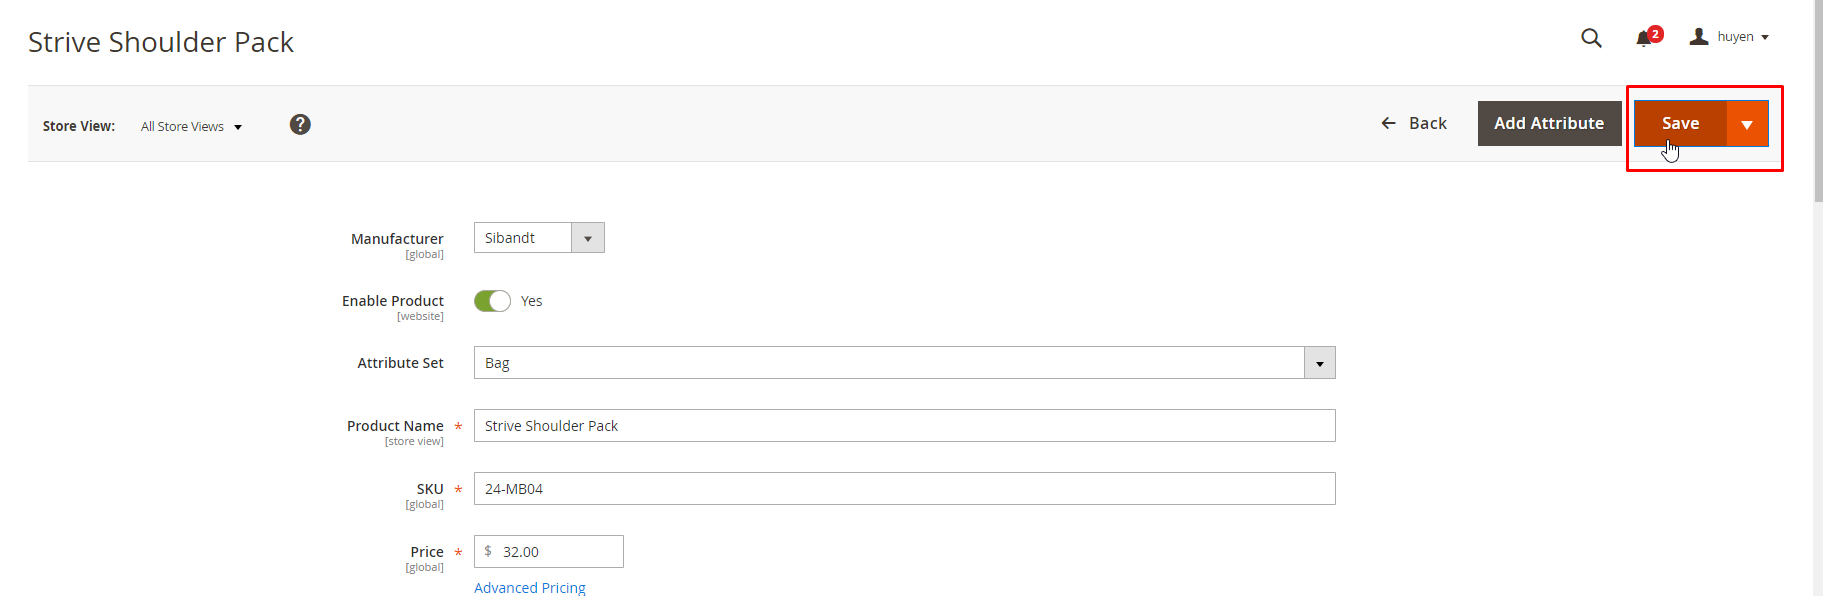 Strive Shoulder Pack
2
huyen
Store View: All Store Views
?
Back
Add Attribute
Save
Manufacturer
[global]
Sibandt
Enable Product
[website]
Yes
Attribute Set
Bag
Product Name *
[store view]
Strive Shoulder Pack
SKU *
[global]
24-MB04
Price *
[global]
$ 32.00
Advanced Pricing